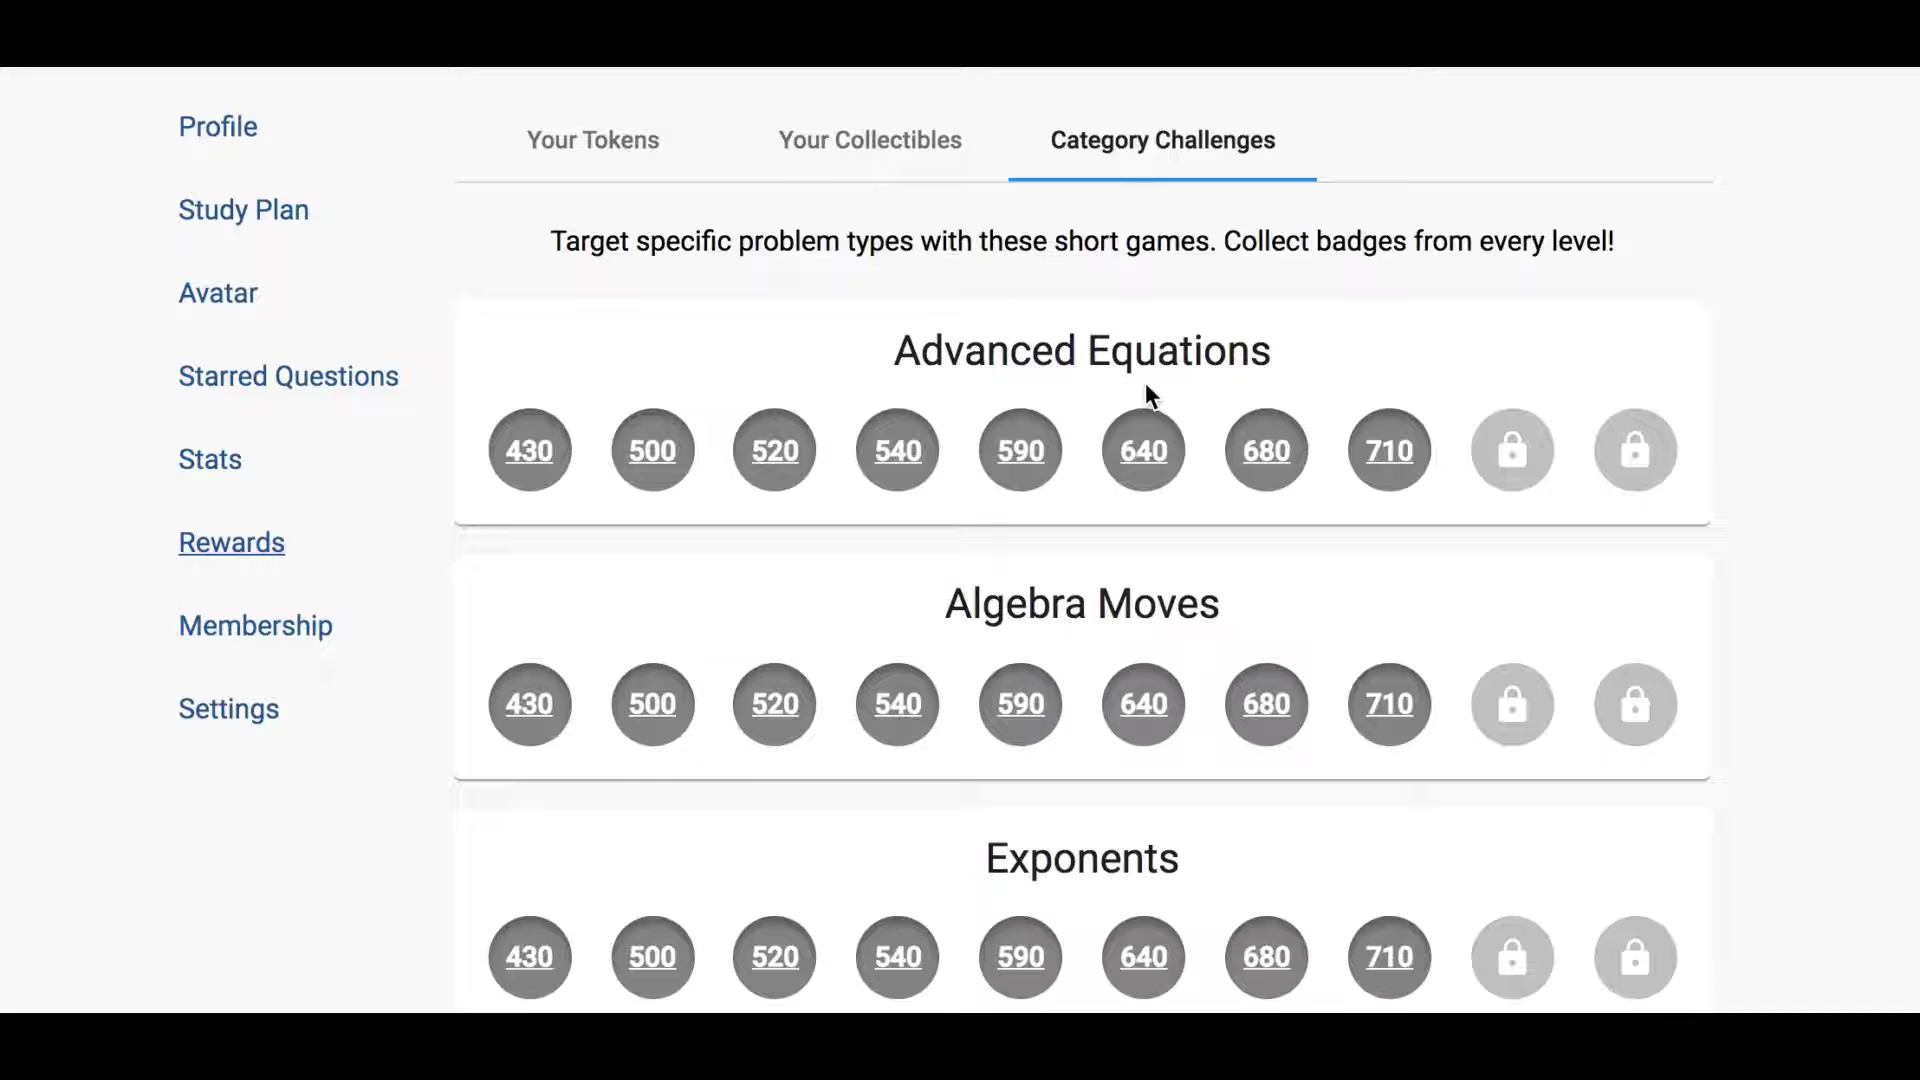 Profile
Study Plan
Avatar
Starred Questions
Stats
Rewards
Membership
Settings
Your Tokens Your Collectibles Category Challenges
Target specific problem types with these short games. Collect badges from every level!
Advanced Equations
430 500 520 540 590 640 680 710
Algebra Moves
430 500 520 540 590 640 680 710
Exponents
430 500 520 540 590 640 680 710